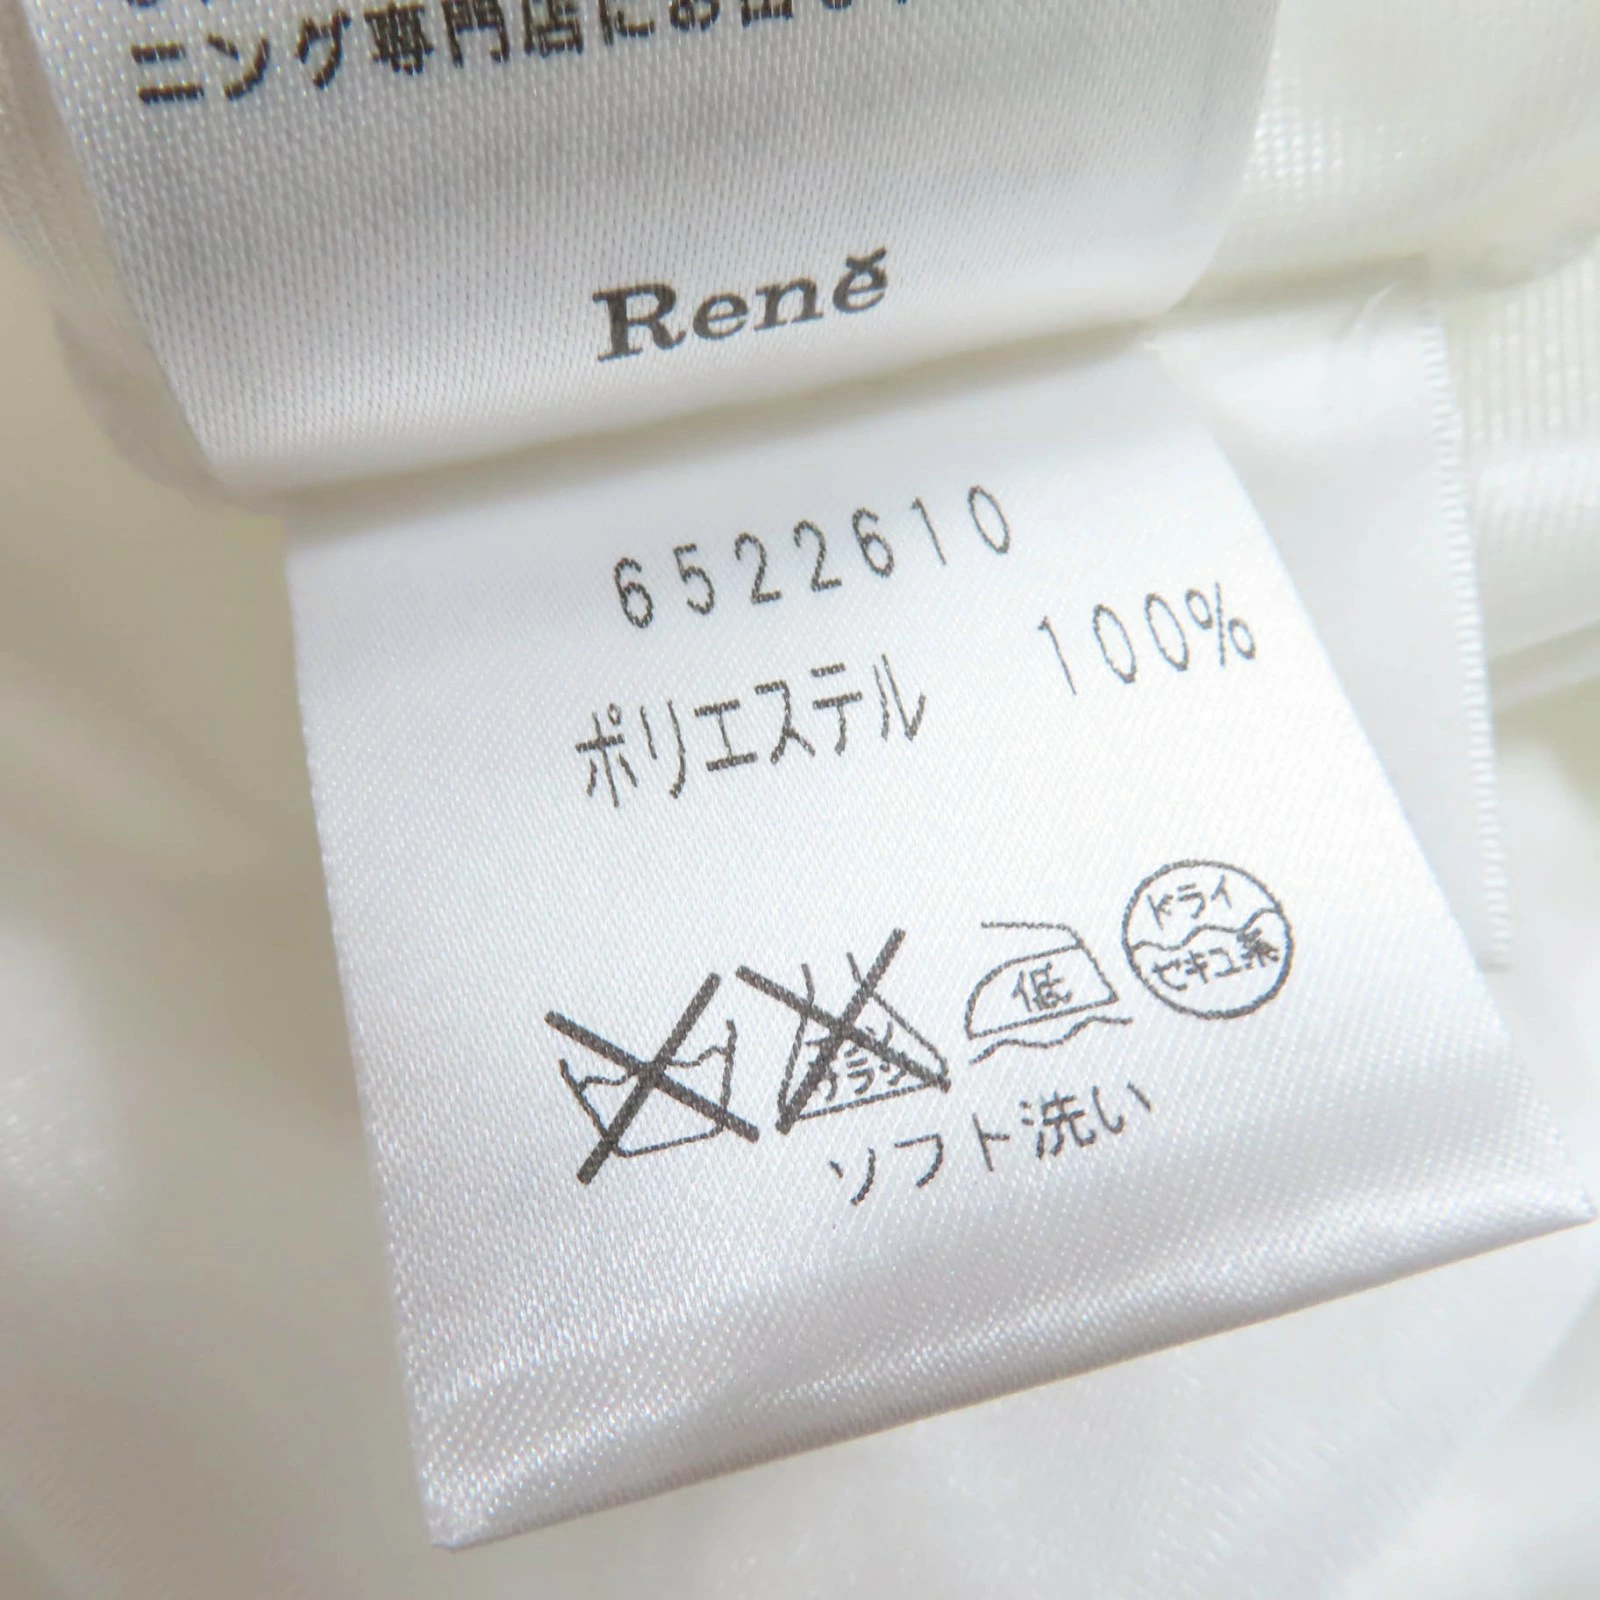 ニング専門店にお出し
René
6522610
ポリエステル 100%
ドライ
セキユ系
低
ソフト洗い